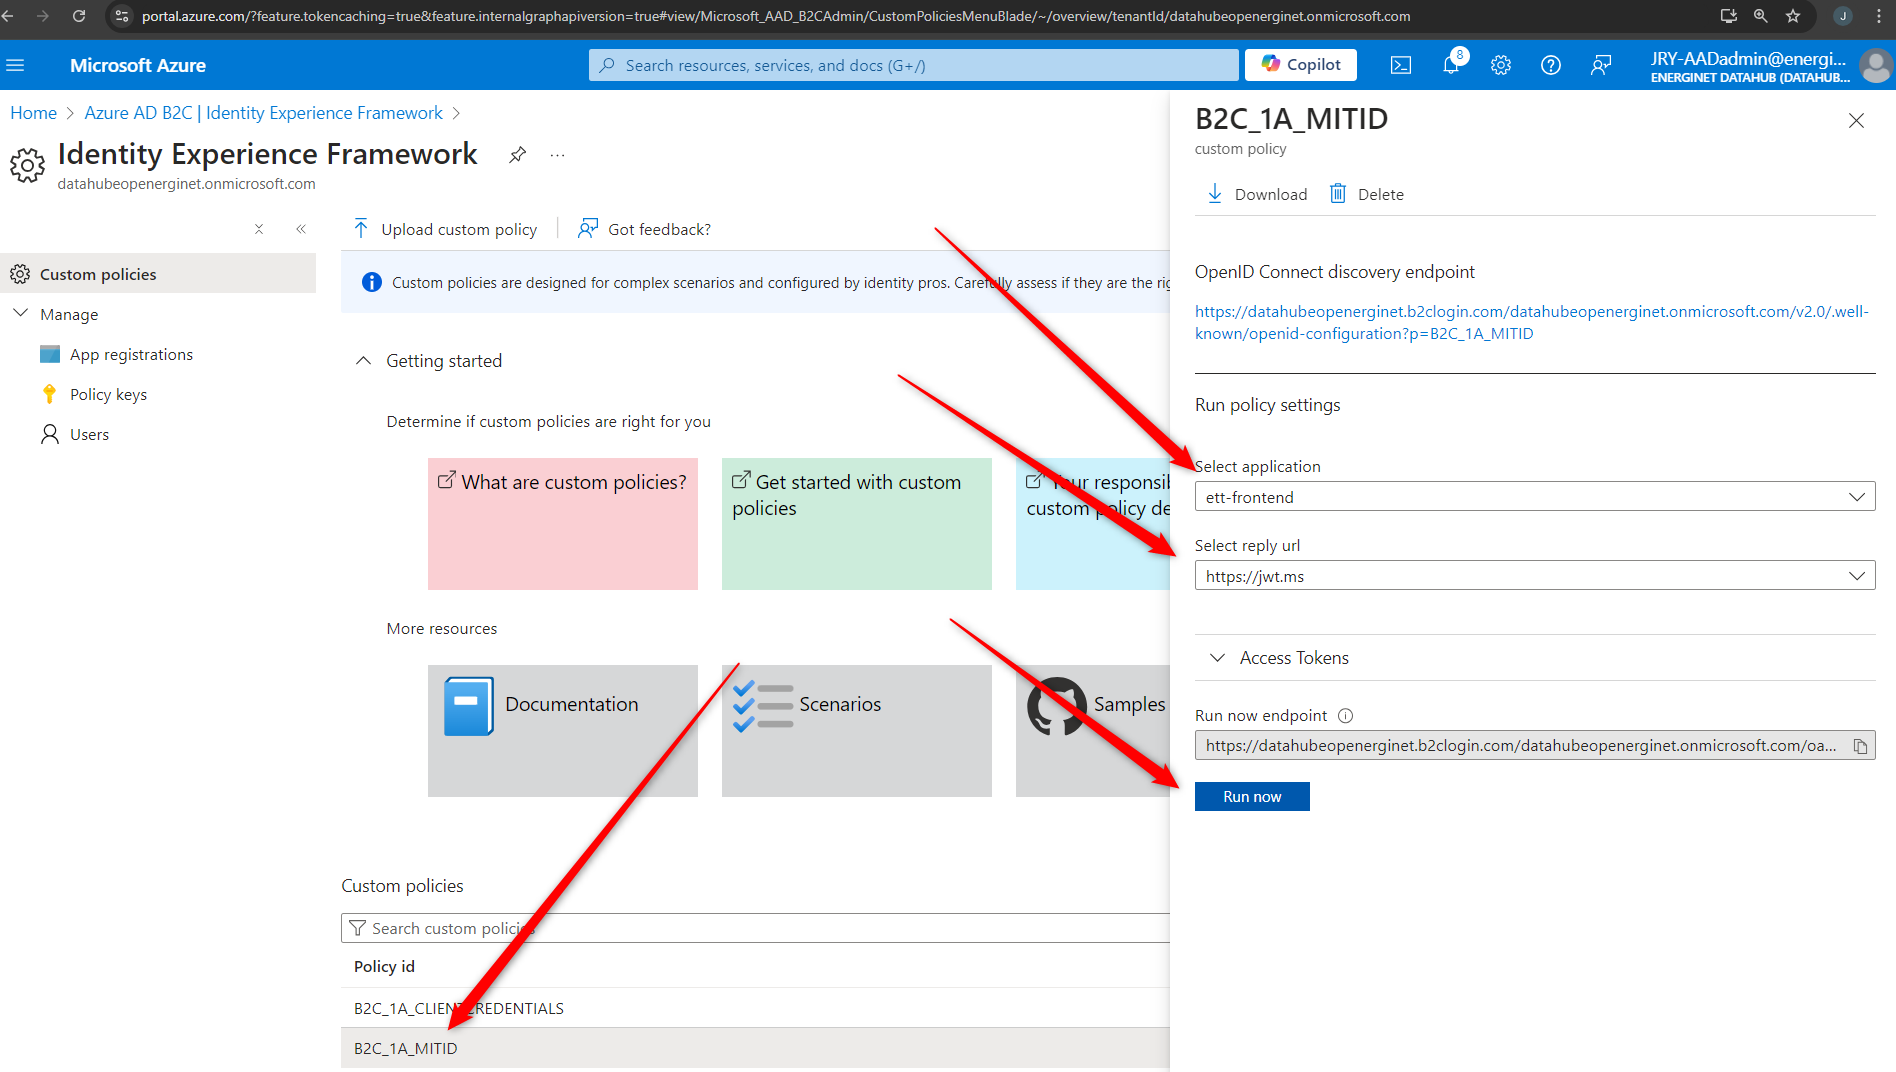 portal.azure.com/?feature.tokencaching=true&feature.internalgraphapiversion=true#view/Microsoft_AAD_B2CAdmin/CustomPoliciesMenuBlade/~/overview/tenantId/datahubeopenerginet.onmicrosoft.com
J
Microsoft Azure
Search resources, services, and docs (G+/)
Copilot
8
JRY-AADadmin@energi...
ENERGINET DATAHUB (DATAHUB...
Home > Azure AD B2C | Identity Experience Framework >
Identity Experience Framework
...
datahubeopenerginet.onmicrosoft.com
Custom policies
Manage
App registrations
Policy keys
Users
Upload custom policy
Got feedback?
Custom policies are designed for complex scenarios and configured by identity pros. Carefully assess if they are the rig
Getting started
Determine if custom policies are right for you
What are custom policies?
Get started with custom
policies
Your responsib
custom policy de
More resources
Documentation
Scenarios
Samples
Custom policies
Search custom policies
Policy id
B2C_1A_CLIENTCREDENTIALS
B2C_1A_MITID
B2C_1A_MITID
custom policy
Download
Delete
OpenID Connect discovery endpoint
https://datahubeopenerginet.b2clogin.com/datahubeopenerginet.onmicrosoft.com/v2.0/.well-
known/openid-configuration?p=B2C_1A_MITID
Run policy settings
Select application
ett-frontend
Select reply url
https://jwt.ms
Access Tokens
Run now endpoint
https://datahubeopenerginet.b2clogin.com/datahubeopenerginet.onmicrosoft.com/oa...
Run now